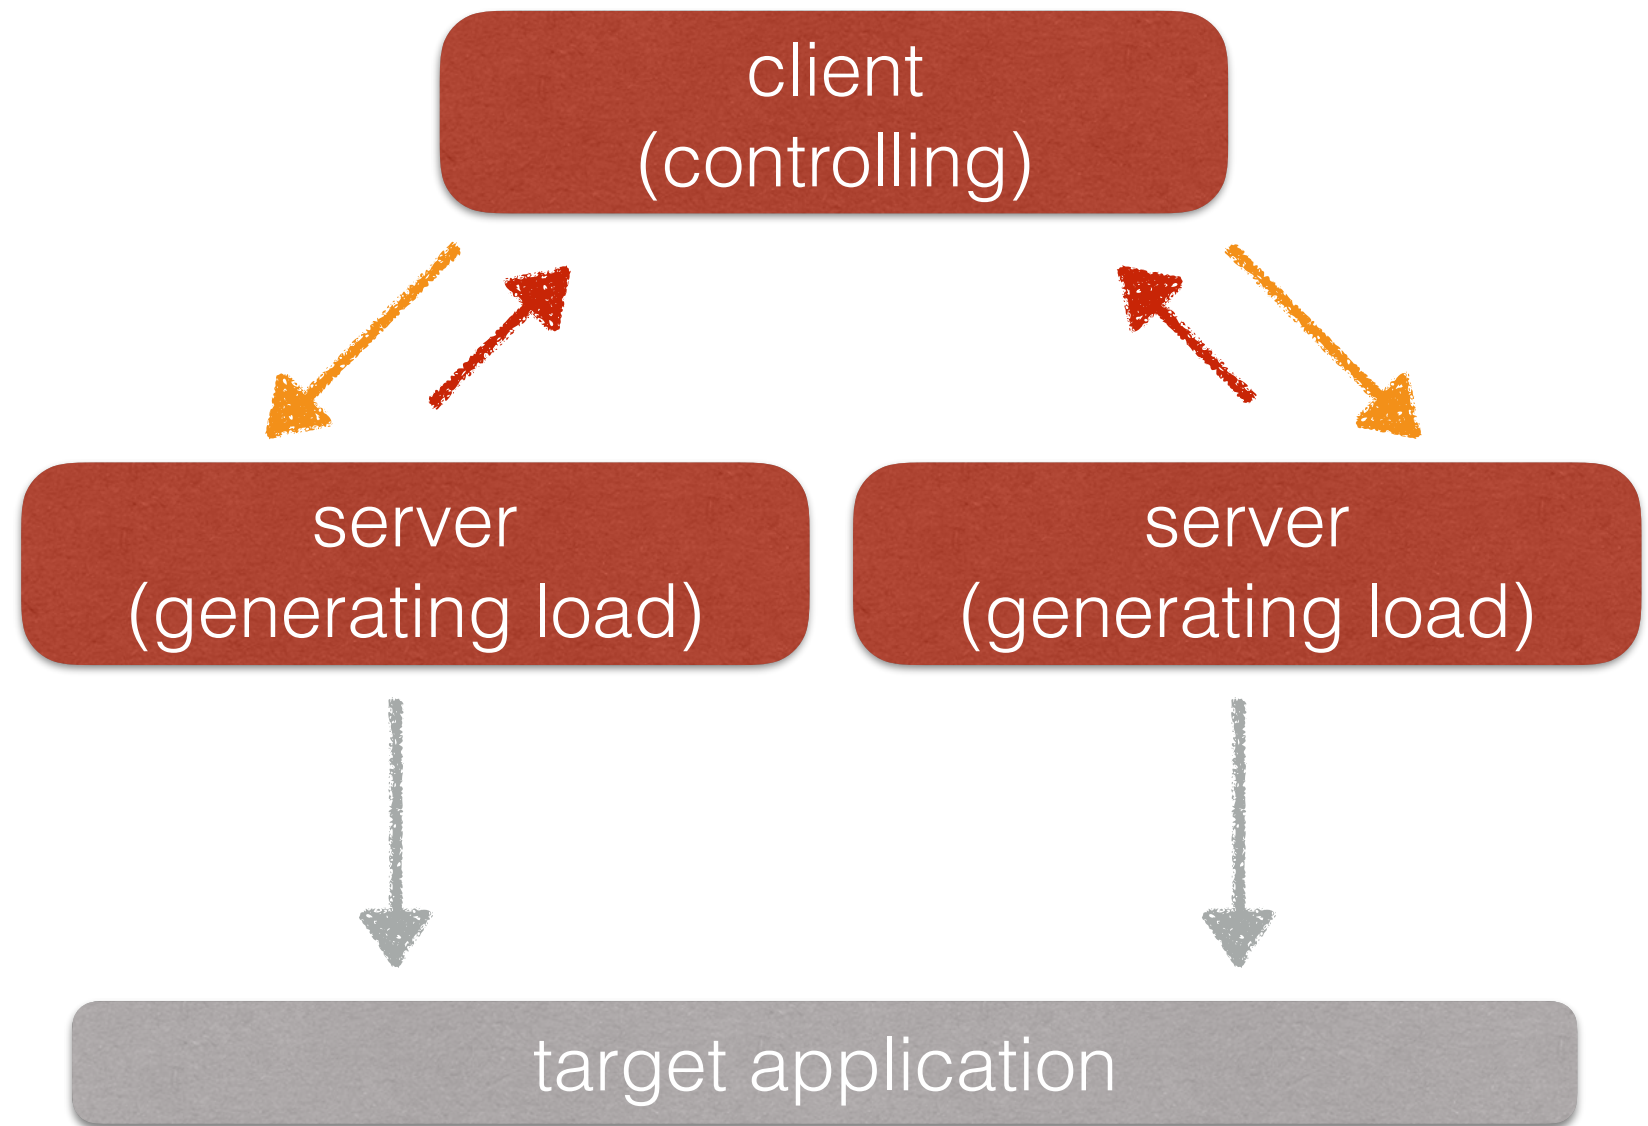 client
(controlling)
server
(generating load)
server
(generating load)
target application